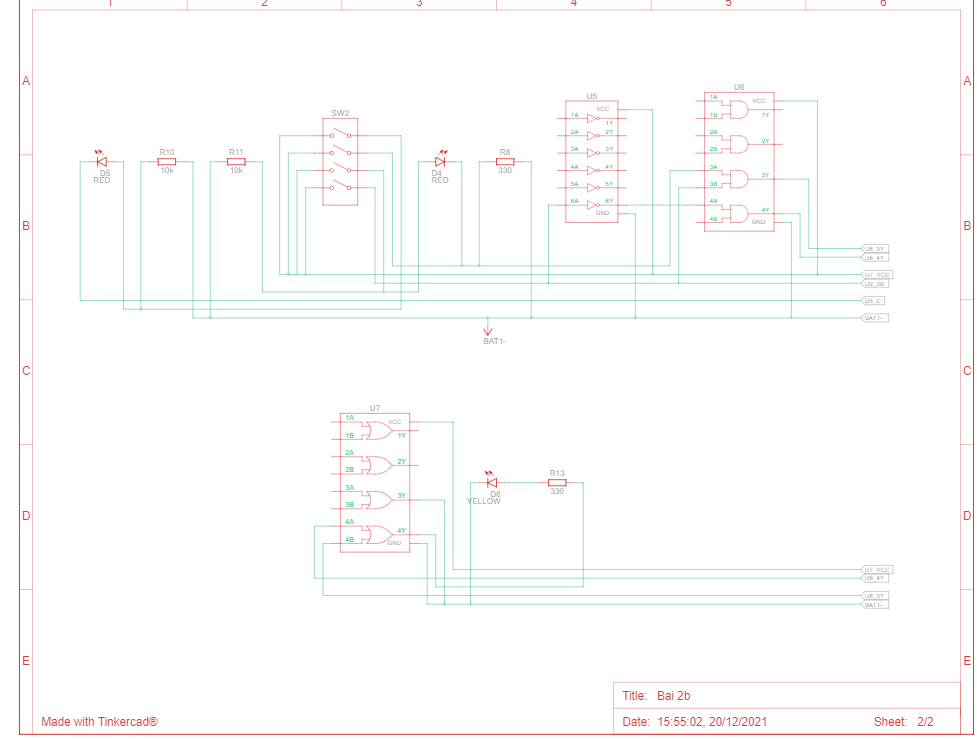 1 2 3 4 5 6
A A
U6
U5
1A VCC
VCC
SW2
1A
1B 1Y
1Y
2A 2Y
2A
2Y
R10 R11 R8
3A 3Y
2B
10k 10k 330
4A 4Y
3A
D5 D4
3Y
RED RED
5A 5Y
3B
6A 6Y
4A
GND
4Y
4B GND
B B
U6_3Y
U6_4Y
U7_VCC
U2_3B
U5_C
BAT1-
BAT1-
C C
U7
1A VCC
1B 1Y
2A
2Y
2B
R13
330
3A
3Y
D6
YELLOW
3B
D D
4A
4Y
4B GND
U7_VCC
U6_4Y
U6_3Y
BAT1-
E E
Title: Bai 2b
Made with Tinkercad®
Date: 15:55:02, 20/12/2021 Sheet: 2/2